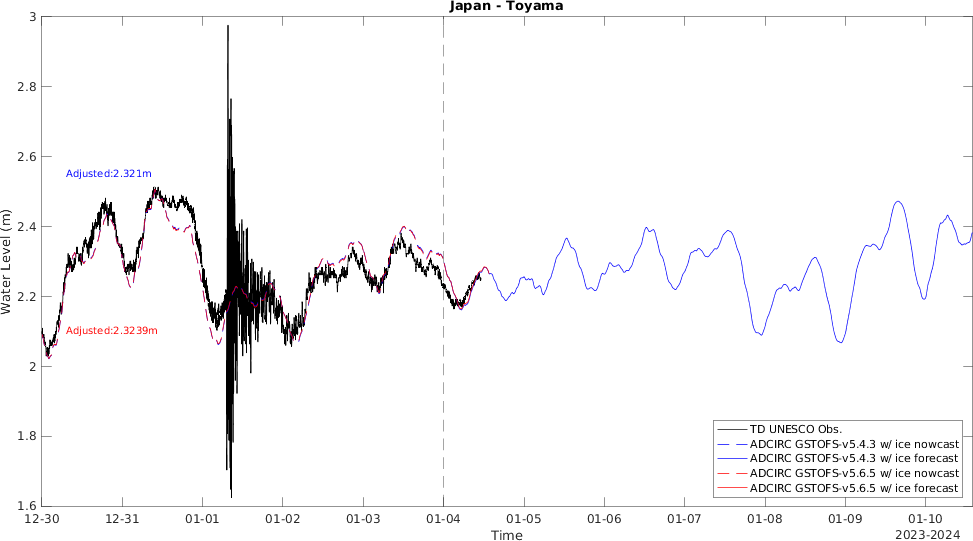 Japan - Toyama
3
2.8
2.6
2.4
2.2
2
1.8
1.6
Water Level (m)
Adjusted:2.321m
Adjusted:2.3239m
TD UNESCO Obs.
ADCIRC GSTOFS-v5.4.3 w/ ice nowcast
ADCIRC GSTOFS-v5.4.3 w/ ice forecast
ADCIRC GSTOFS-v5.6.5 w/ ice nowcast
ADCIRC GSTOFS-v5.6.5 w/ ice forecast
12-30 12-31 01-01 01-02 01-03 01-04 01-05 01-06 01-07 01-08 01-09 01-10
Time
2023-2024